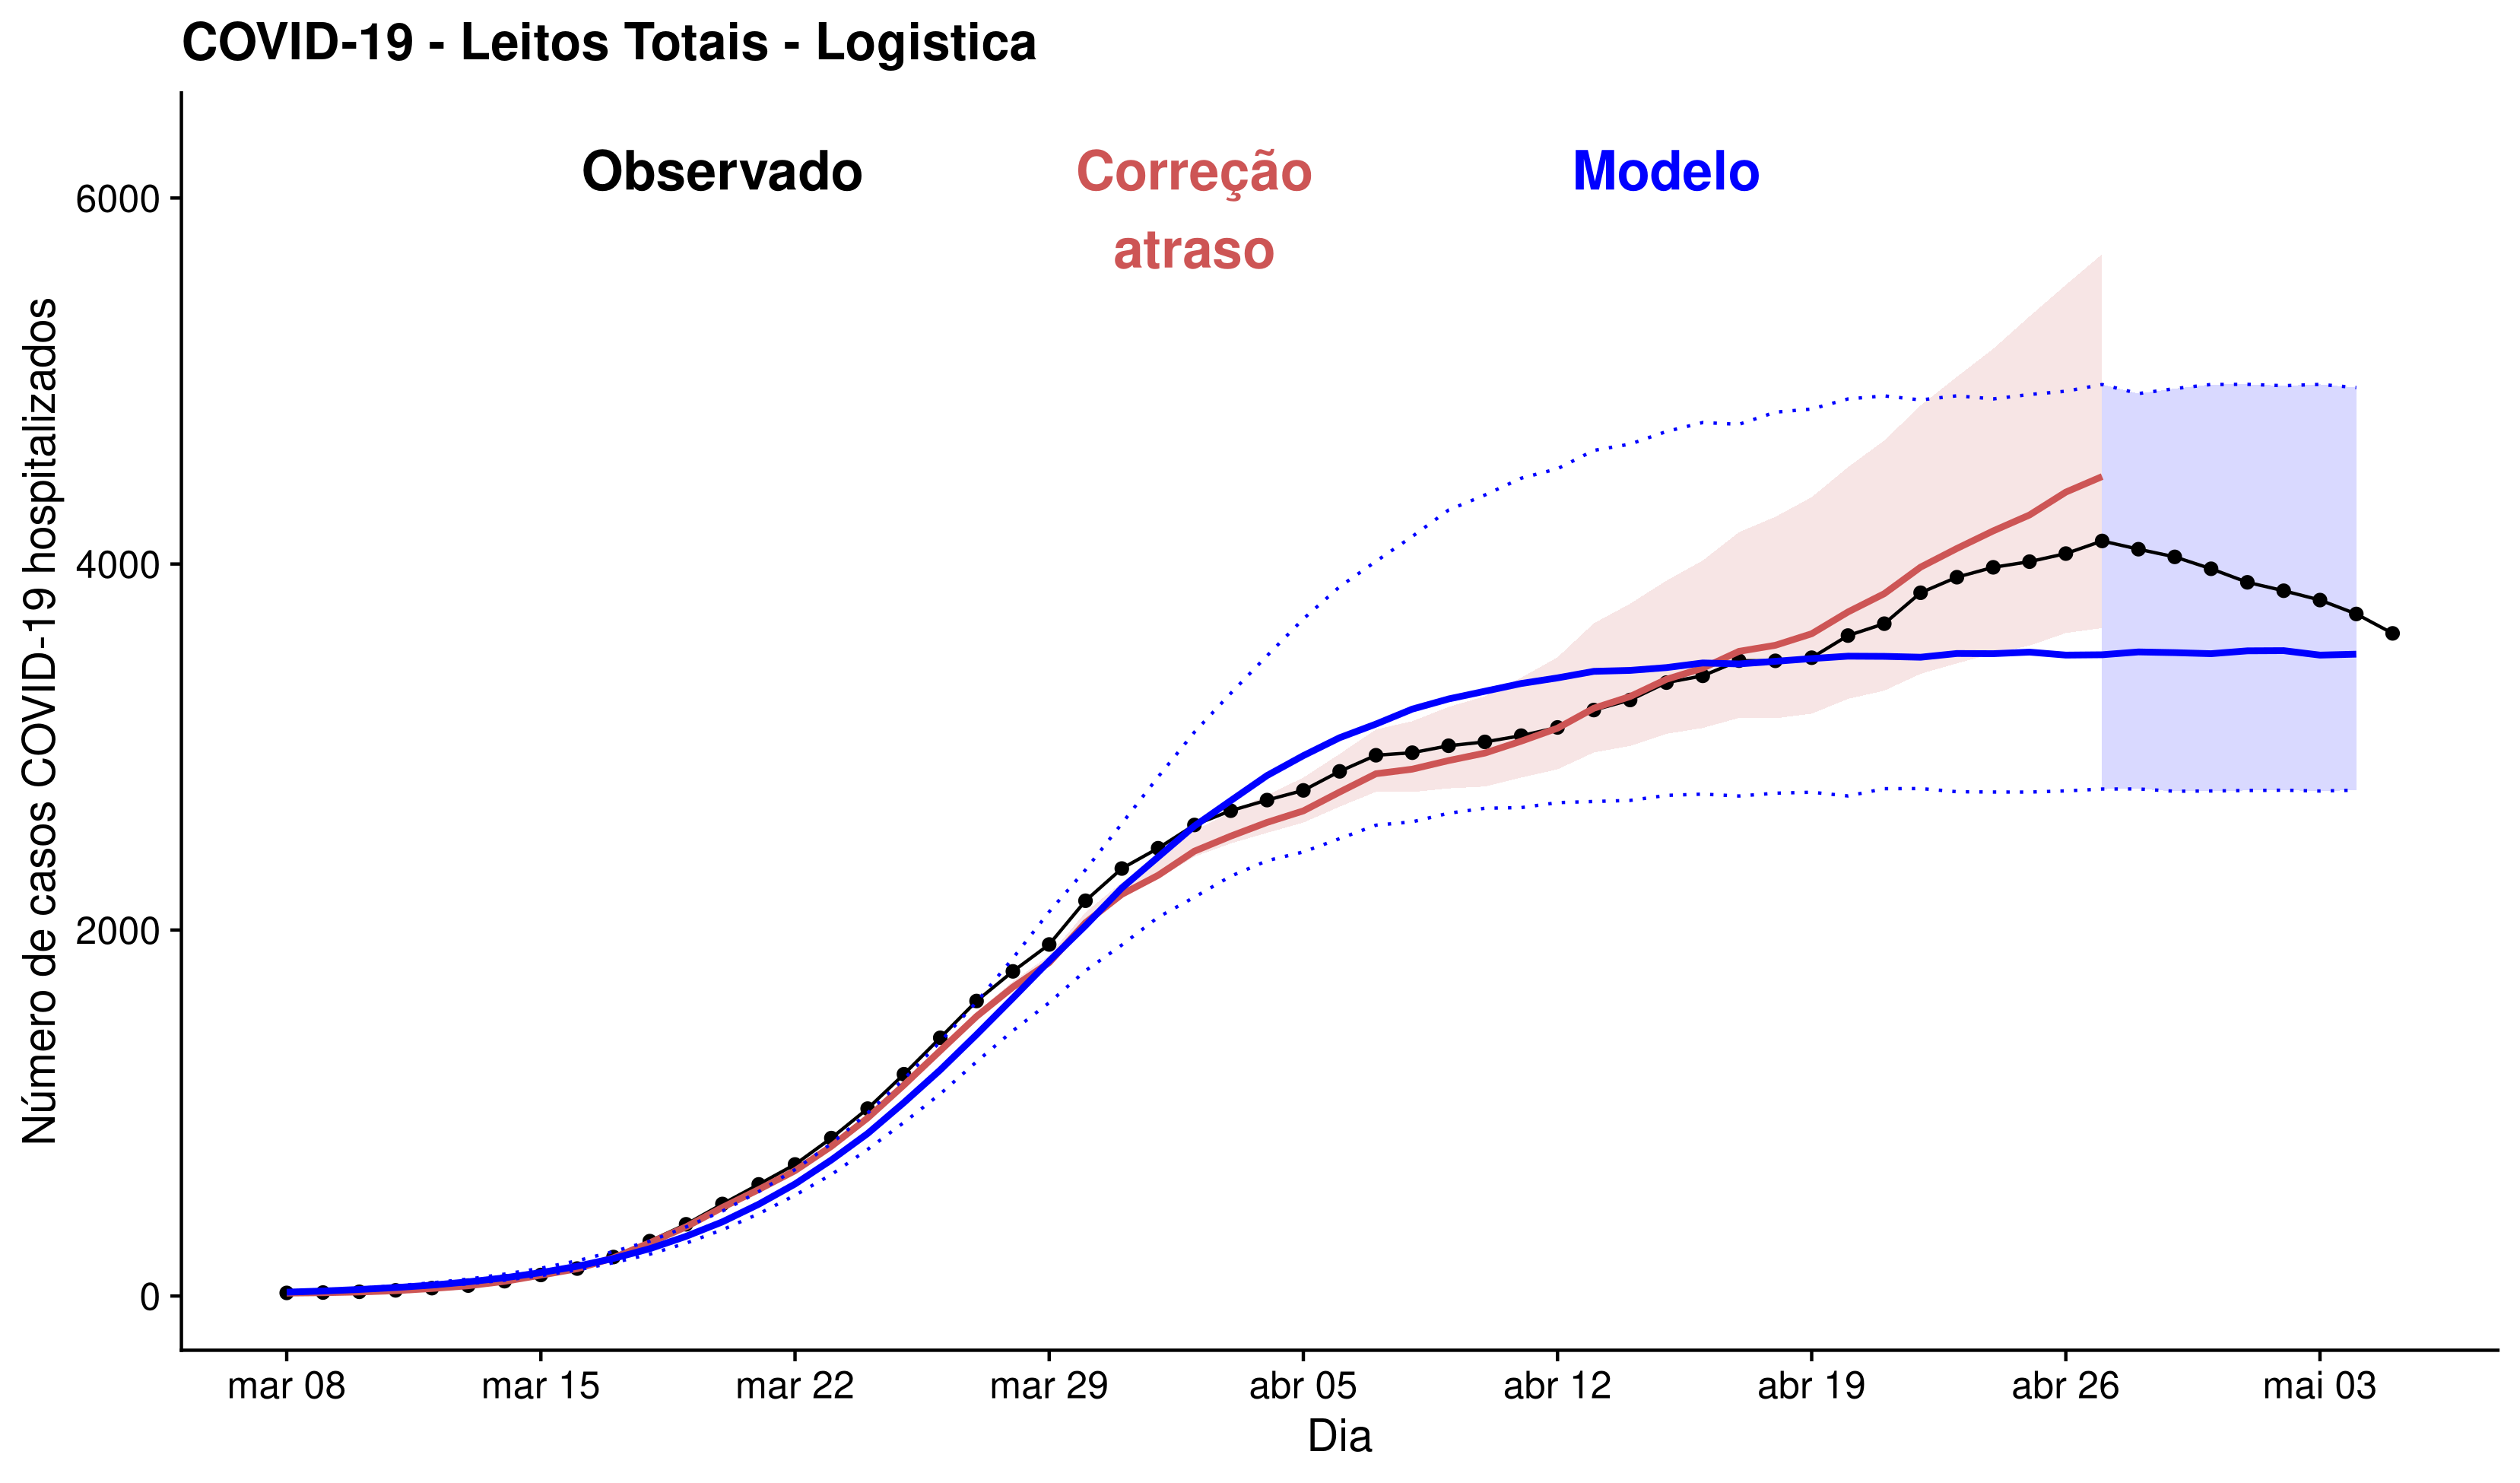 COVID-19 - Leitos Totais - Logistica
Observado
Correção
atraso
Modelo
Número de casos COVID-19 hospitalizados
6000
4000
2000
0
mar 08
mar 15
mar 22
mar 29
abr 05
abr 12
abr 19
abr 26
mai 03
Dia